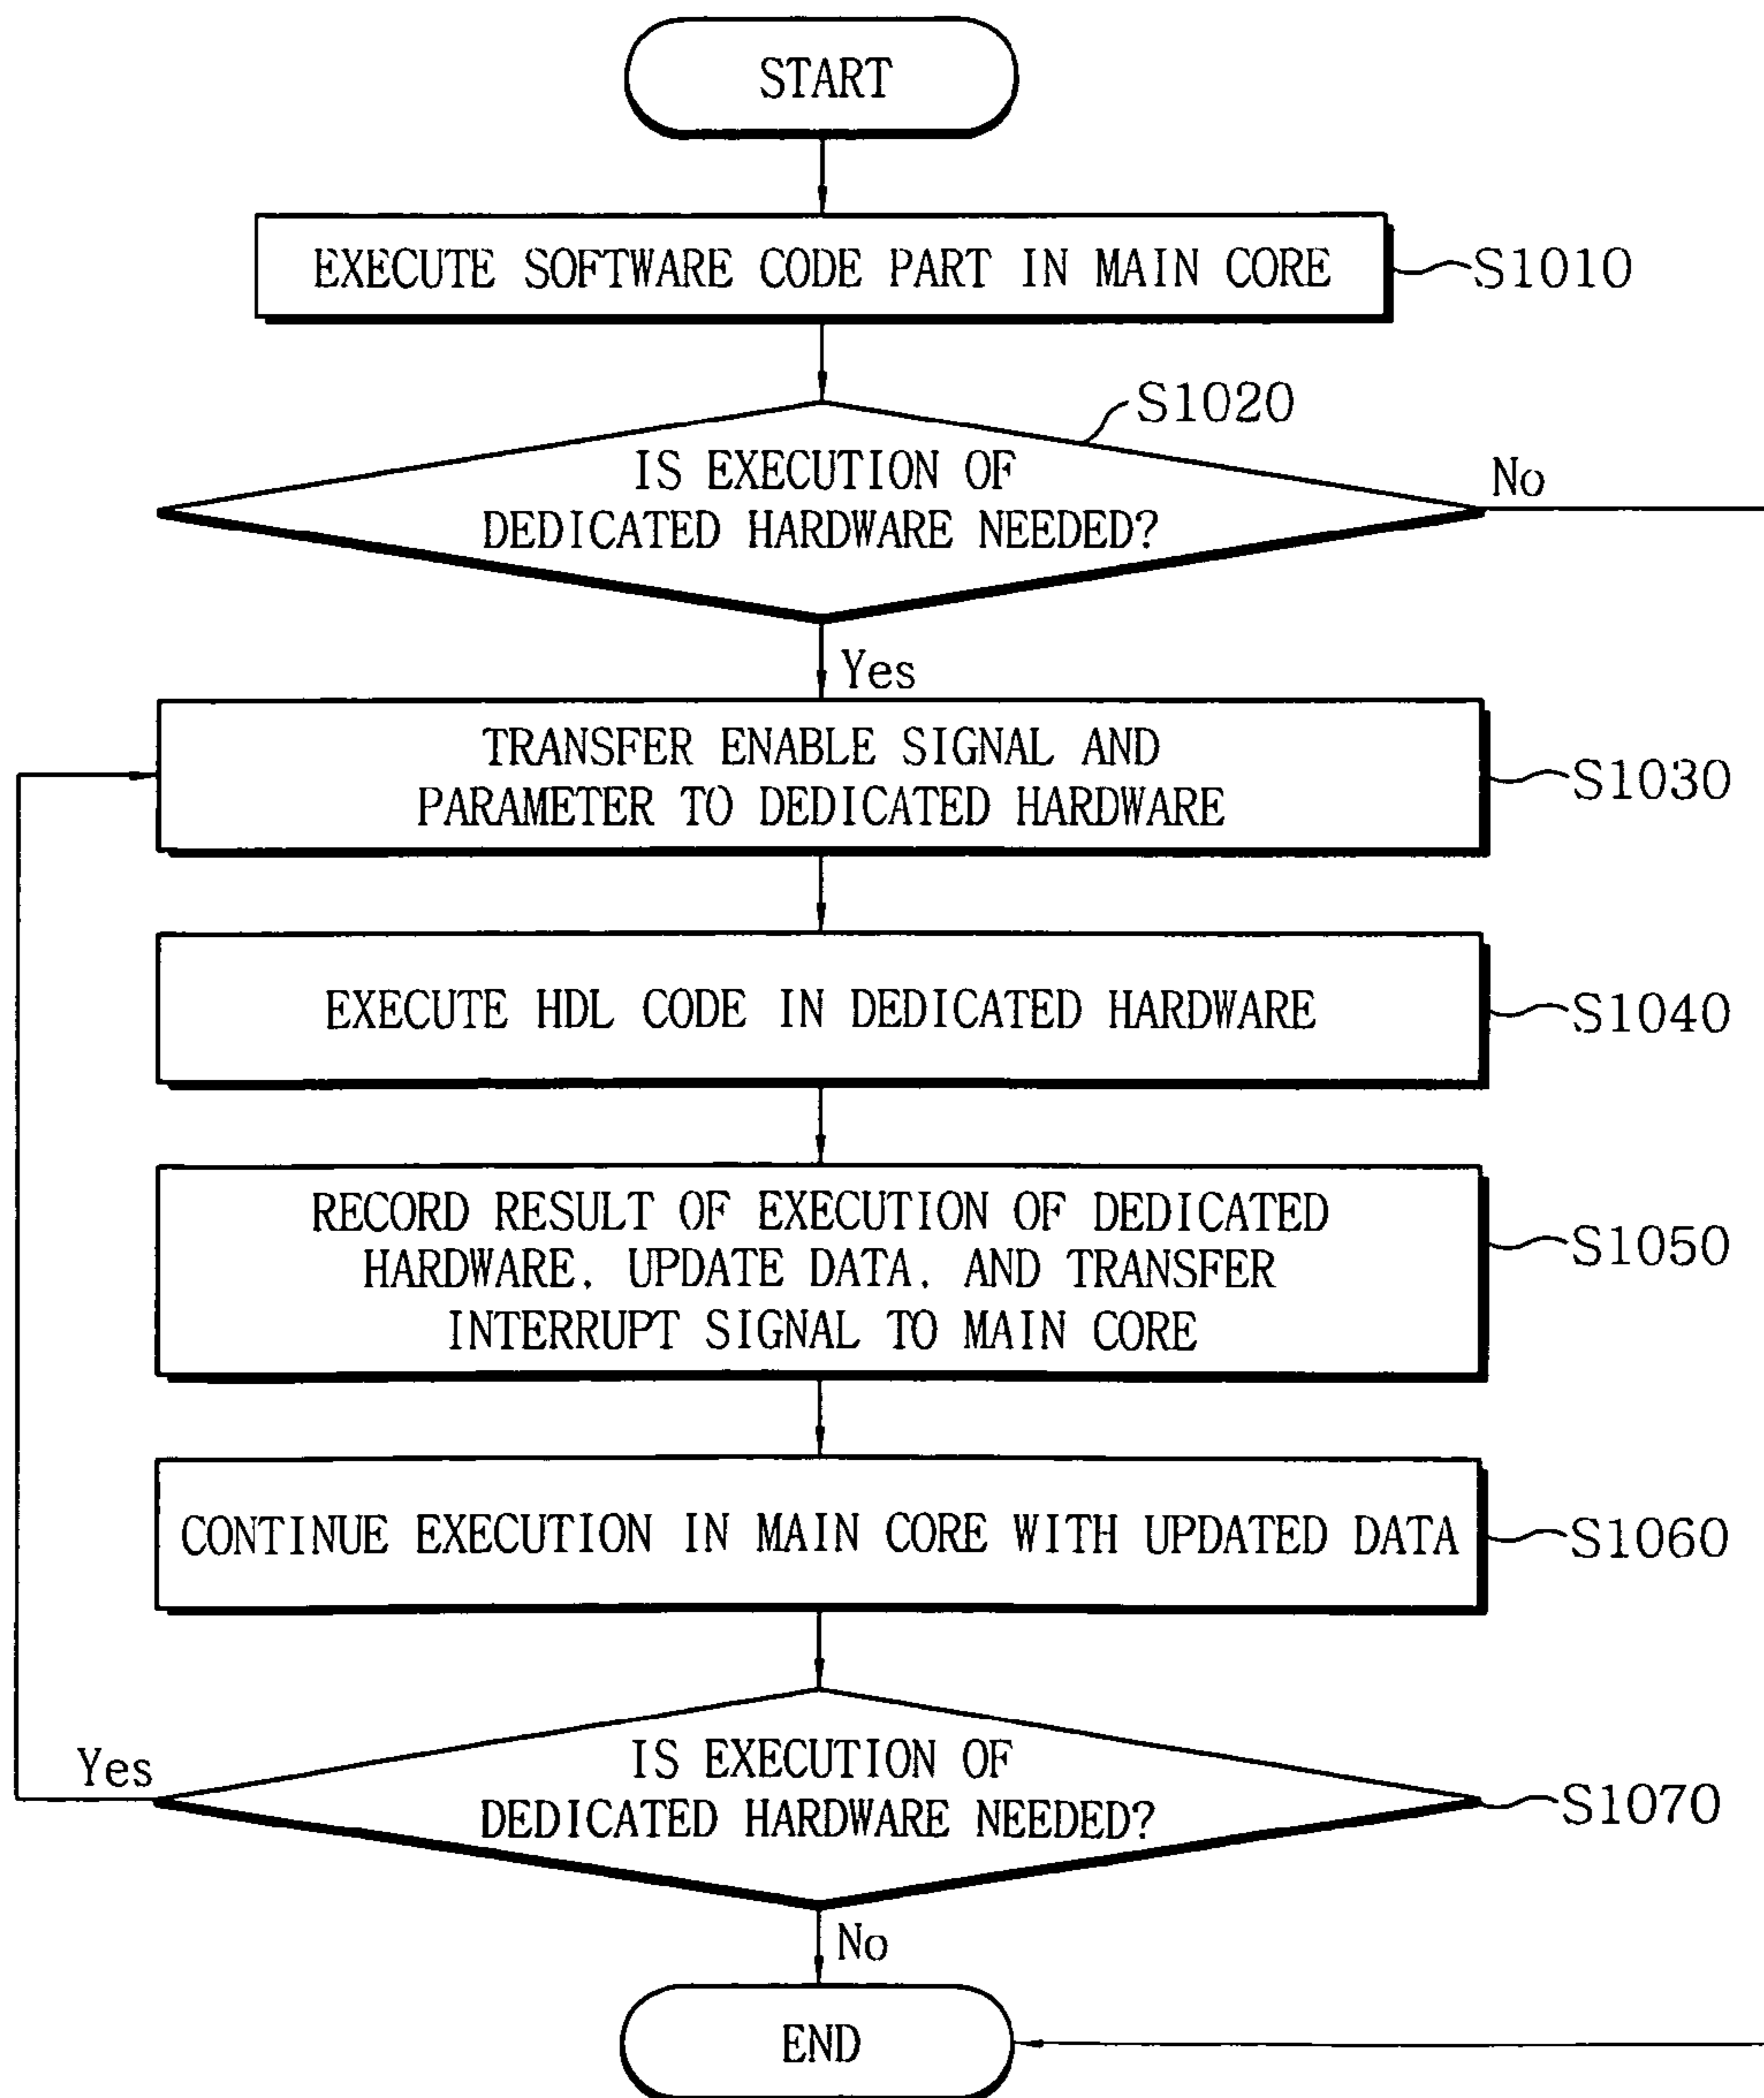 START
EXECUTE SOFTWARE CODE PART IN MAIN CORE
S1010
S1020
IS EXECUTION OF
DEDICATED HARDWARE NEEDED?
No
Yes
TRANSFER ENABLE SIGNAL AND
PARAMETER TO DEDICATED HARDWARE
S1030
EXECUTE HDL CODE IN DEDICATED HARDWARE
S1040
RECORD RESULT OF EXECUTION OF DEDICATED
HARDWARE, UPDATE DATA, AND TRANSFER
INTERRUPT SIGNAL TO MAIN CORE
S1050
CONTINUE EXECUTION IN MAIN CORE WITH UPDATED DATA
S1060
Yes
IS EXECUTION OF
DEDICATED HARDWARE NEEDED?
S1070
No
END